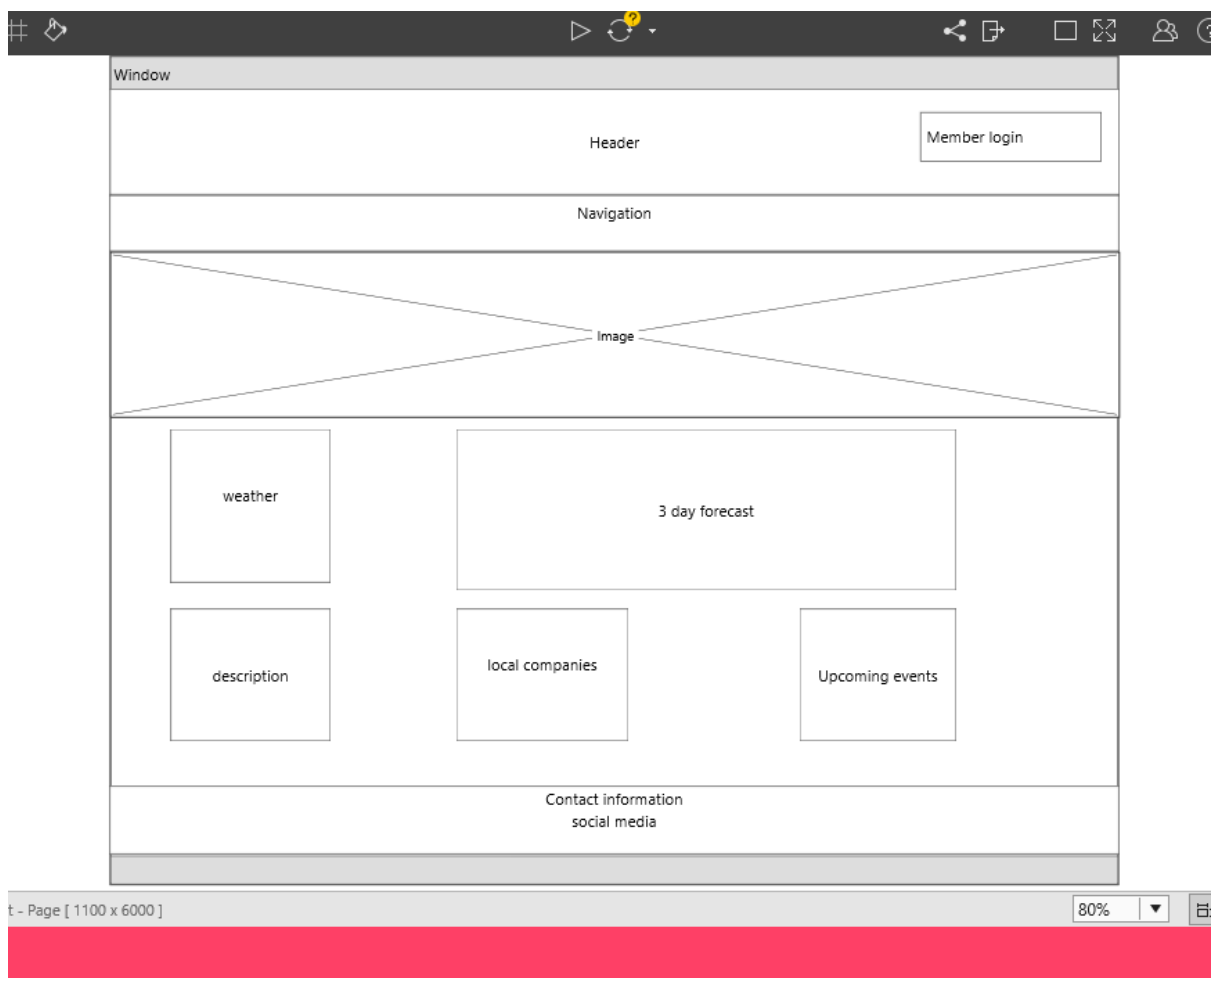 ?
Window
Header
Member login
Navigation
Image
weather
3 day forecast
description
local companies
Upcoming events
Contact information
social media
t - Page [ 1100 x 6000 ]
80%